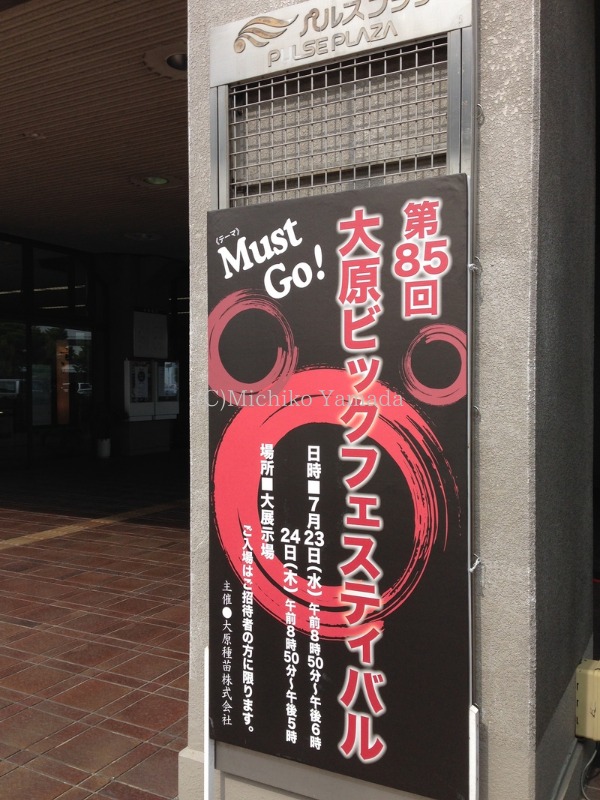 パルスプラザ
PULSE PLAZA
第85回
大原ビックフェスティバル
(テーマ)
Must
Go!
日時■7月23日(水)午前8時50分〜午後6時
24日(木)午前8時50分〜午後5時
場所■大展示場
ご入場はご招待者の方に限ります。
主催●大原種苗株式会社
(C)Michiko Yamada